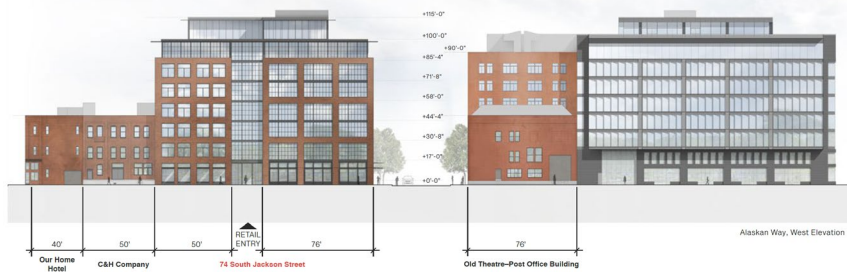 +115'-0"
+100'-0"
+90'-0"
+85'-4"
+71'-8"
+58'-0"
+44'-4"
+30'-8"
+17'-0"
+0'-0"
40'
50'
50'
RETAIL
ENTRY
76'
76'
Our Home
Hotel
C&H Company
74 South Jackson Street
Old Theatre–Post Office Building
Alaskan Way, West Elevation